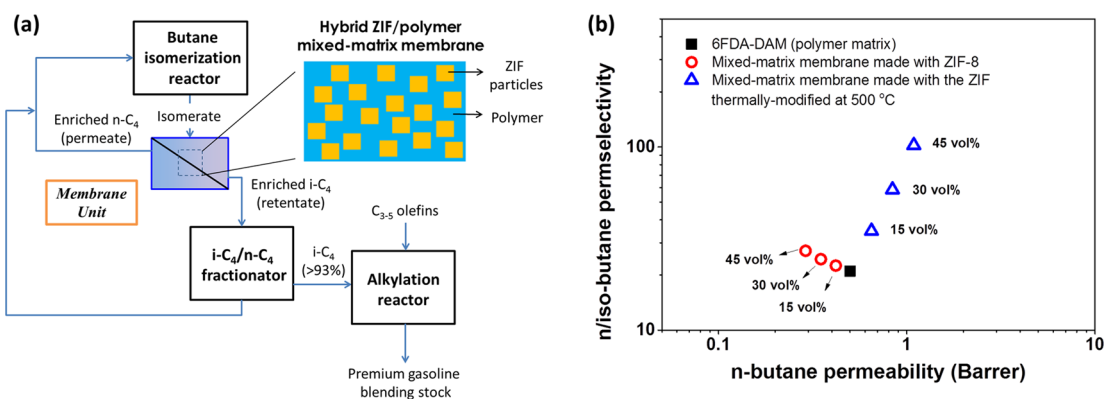 (a)
Butane
isomerization
reactor
Hybrid ZIF/polymer
mixed-matrix membrane
ZIF
particles
Polymer
Enriched n-C₄
(permeate)
Isomerate
Membrane
Unit
Enriched i-C₄
(retentate)
C₃₋₅ olefins
i-C₄/n-C₄
fractionator
i-C₄
(>93%)
Alkylation
reactor
Premium gasoline
blending stock
(b)
6FDA-DAM (polymer matrix)
Mixed-matrix membrane made with ZIF-8
Mixed-matrix membrane made with the ZIF
thermally-modified at 500 °C
n/iso-butane permselectivity
100
10
45 vol%
30 vol%
15 vol%
45 vol%
30 vol%
15 vol%
0.1
1
10
n-butane permeability (Barrer)